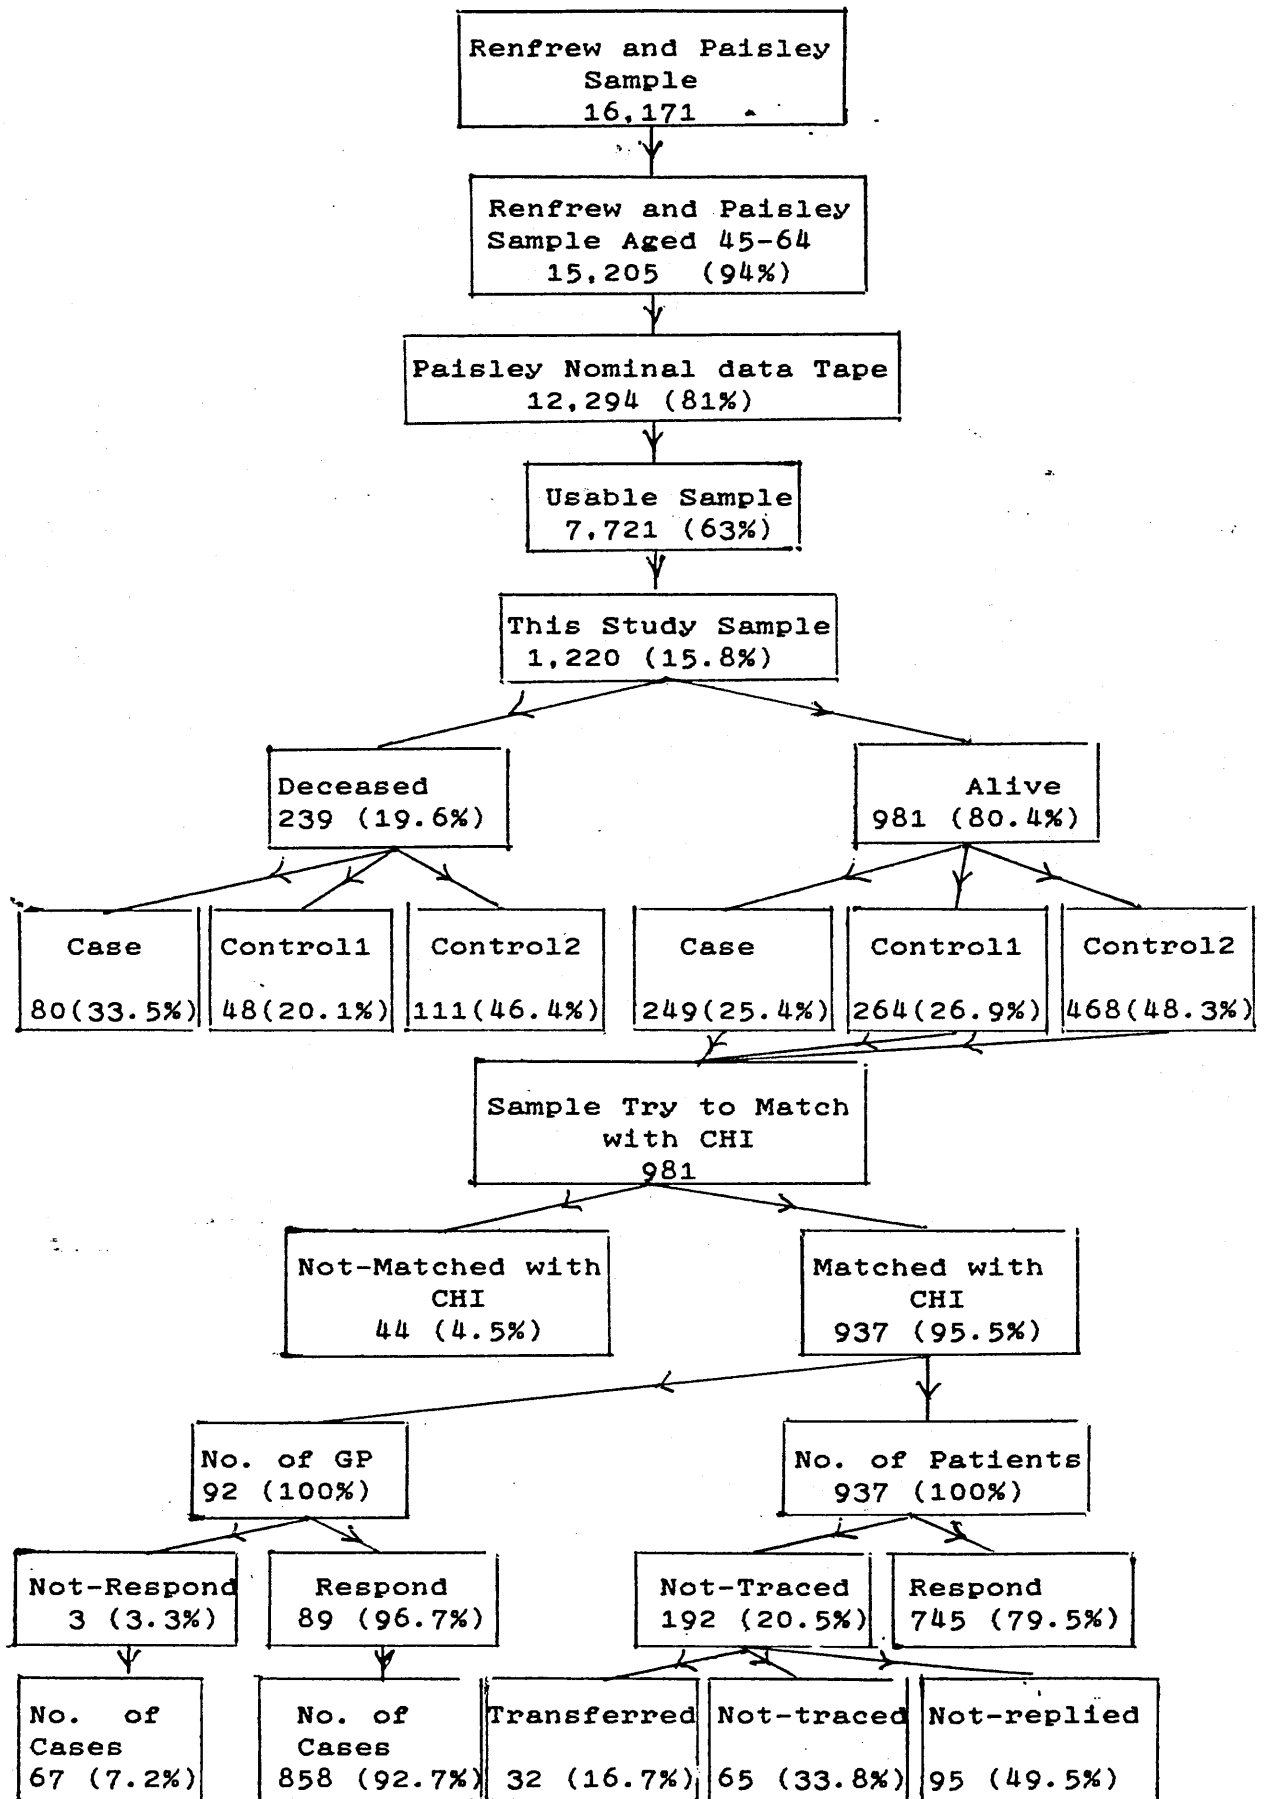 Renfrew and Paisley
Sample
16,171
Renfrew and Paisley
Sample Aged 45-64
15,205 (94%)
Paisley Nominal data Tape
12,294 (81%)
Usable Sample
7,721 (63%)
This Study Sample
1,220 (15.8%)
Deceased
239 (19.6%)
Alive
981 (80.4%)
Case
80(33.5%)
Control1
48(20.1%)
Control2
111(46.4%)
Case
249(25.4%)
Control1
264(26.9%)
Control2
468(48.3%)
Sample Try to Match
with CHI
981
Not-Matched with
CHI
44 (4.5%)
Matched with
CHI
937 (95.5%)
No. of GP
92 (100%)
No. of Patients
937 (100%)
Not-Respond
3 (3.3%)
Respond
89 (96.7%)
Not-Traced
192 (20.5%)
Respond
745 (79.5%)
No. of
Cases
67 (7.2%)
No. of
Cases
858 (92.7%)
Transferred
32 (16.7%)
Not-traced
65 (33.8%)
Not-replied
95 (49.5%)